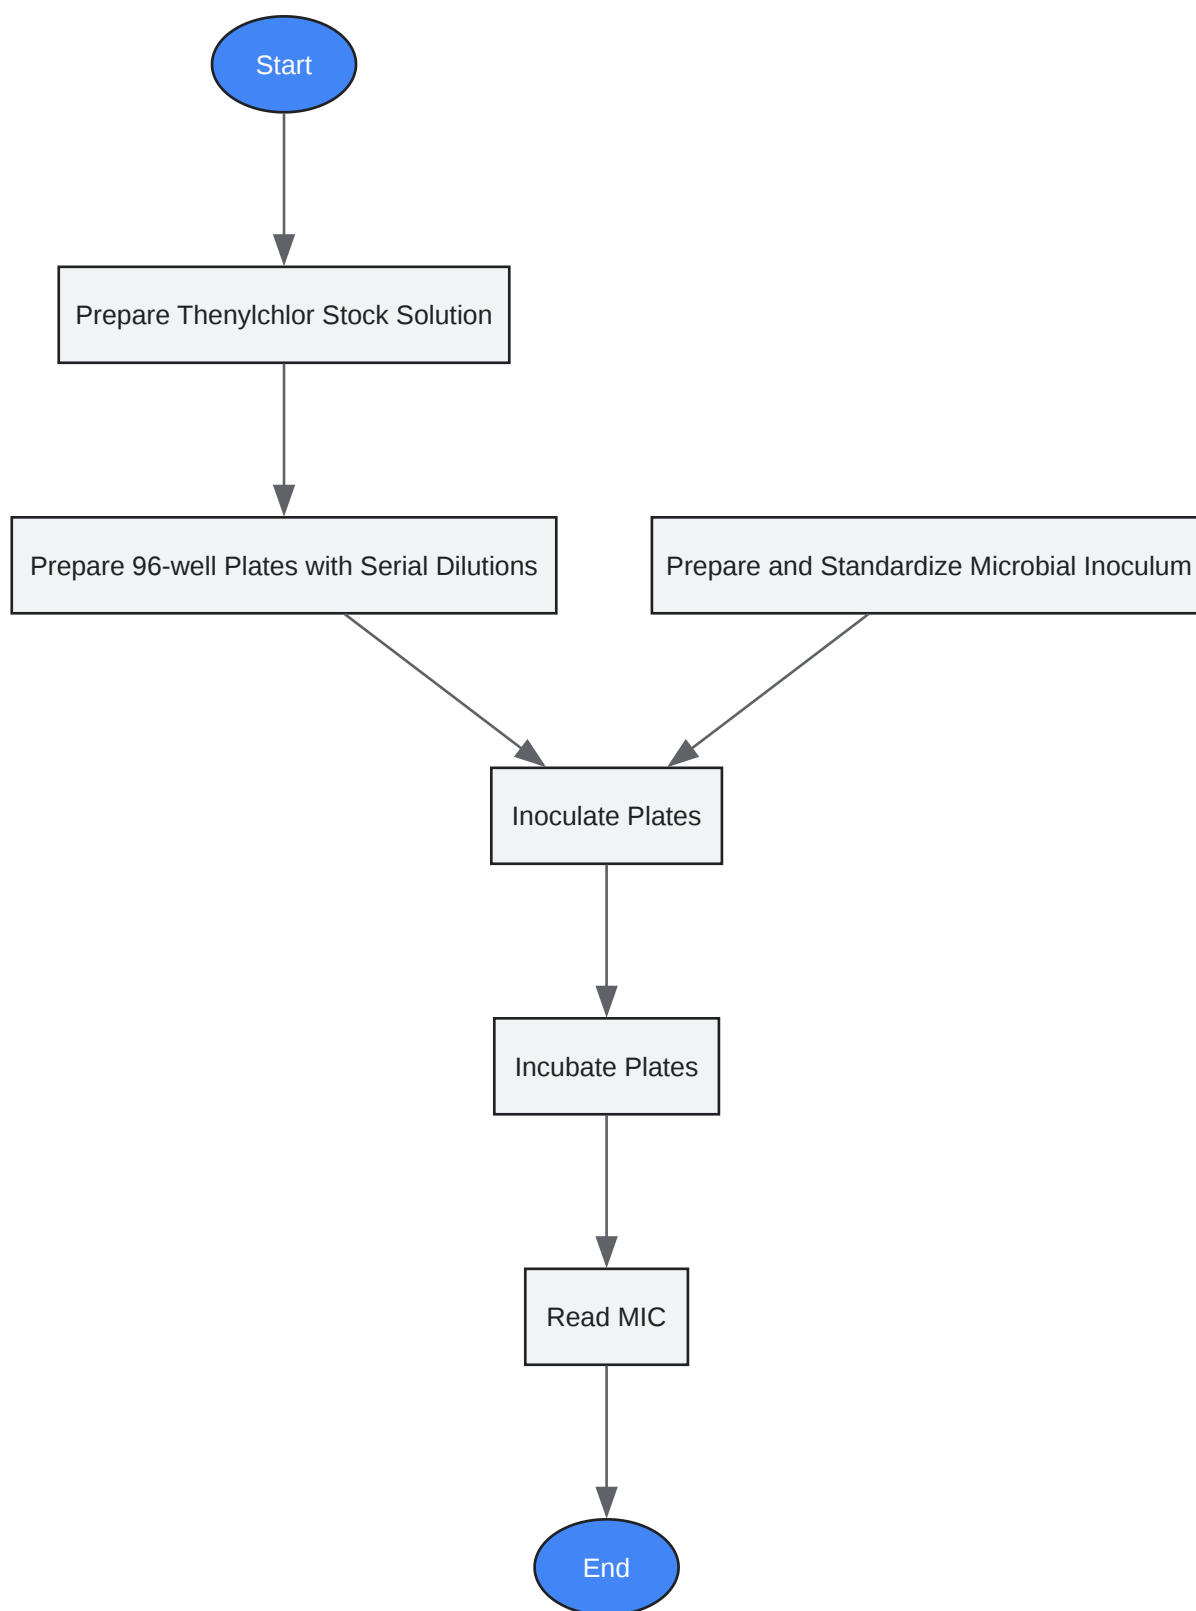 Start
Prepare Thenylchlor Stock Solution
Prepare 96-well Plates with Serial Dilutions
Prepare and Standardize Microbial Inoculum
Inoculate Plates
Incubate Plates
Read MIC
End